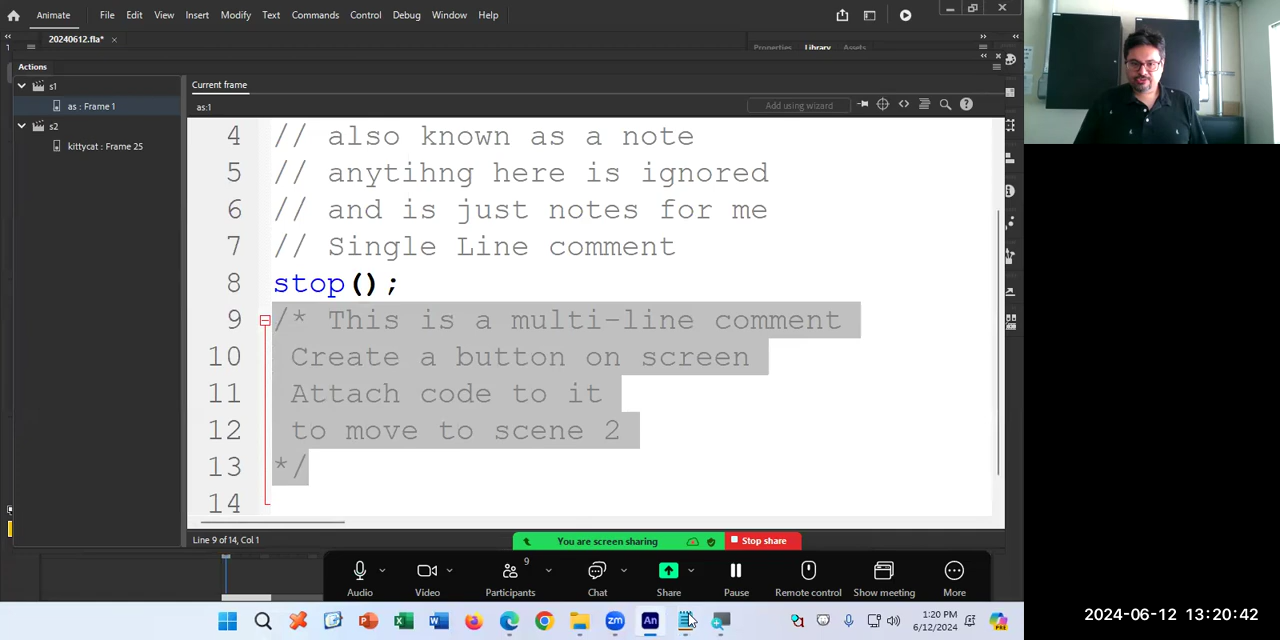 Animate File Edit View Insert Modify Text Commands Control Debug Window Help
20240612.fla* ×
Properties Library Assets
Actions
s1
as : Frame 1
s2
kittycat : Frame 25
Current frame
as:1
Add using wizard
4 // also known as a note
5 // anytihng here is ignored
6 // and is just notes for me
7 // Single Line comment
8 stop();
9 /* This is a multi-line comment
10 Create a button on screen
11 Attach code to it
12 to move to scene 2
13 */
14
Line 9 of 14, Col 1
You are screen sharing Stop share
9
Audio Video Participants Chat Share Pause Remote control Show meeting More
1:20 PM
6/12/2024
2024-06-12 13:20:42